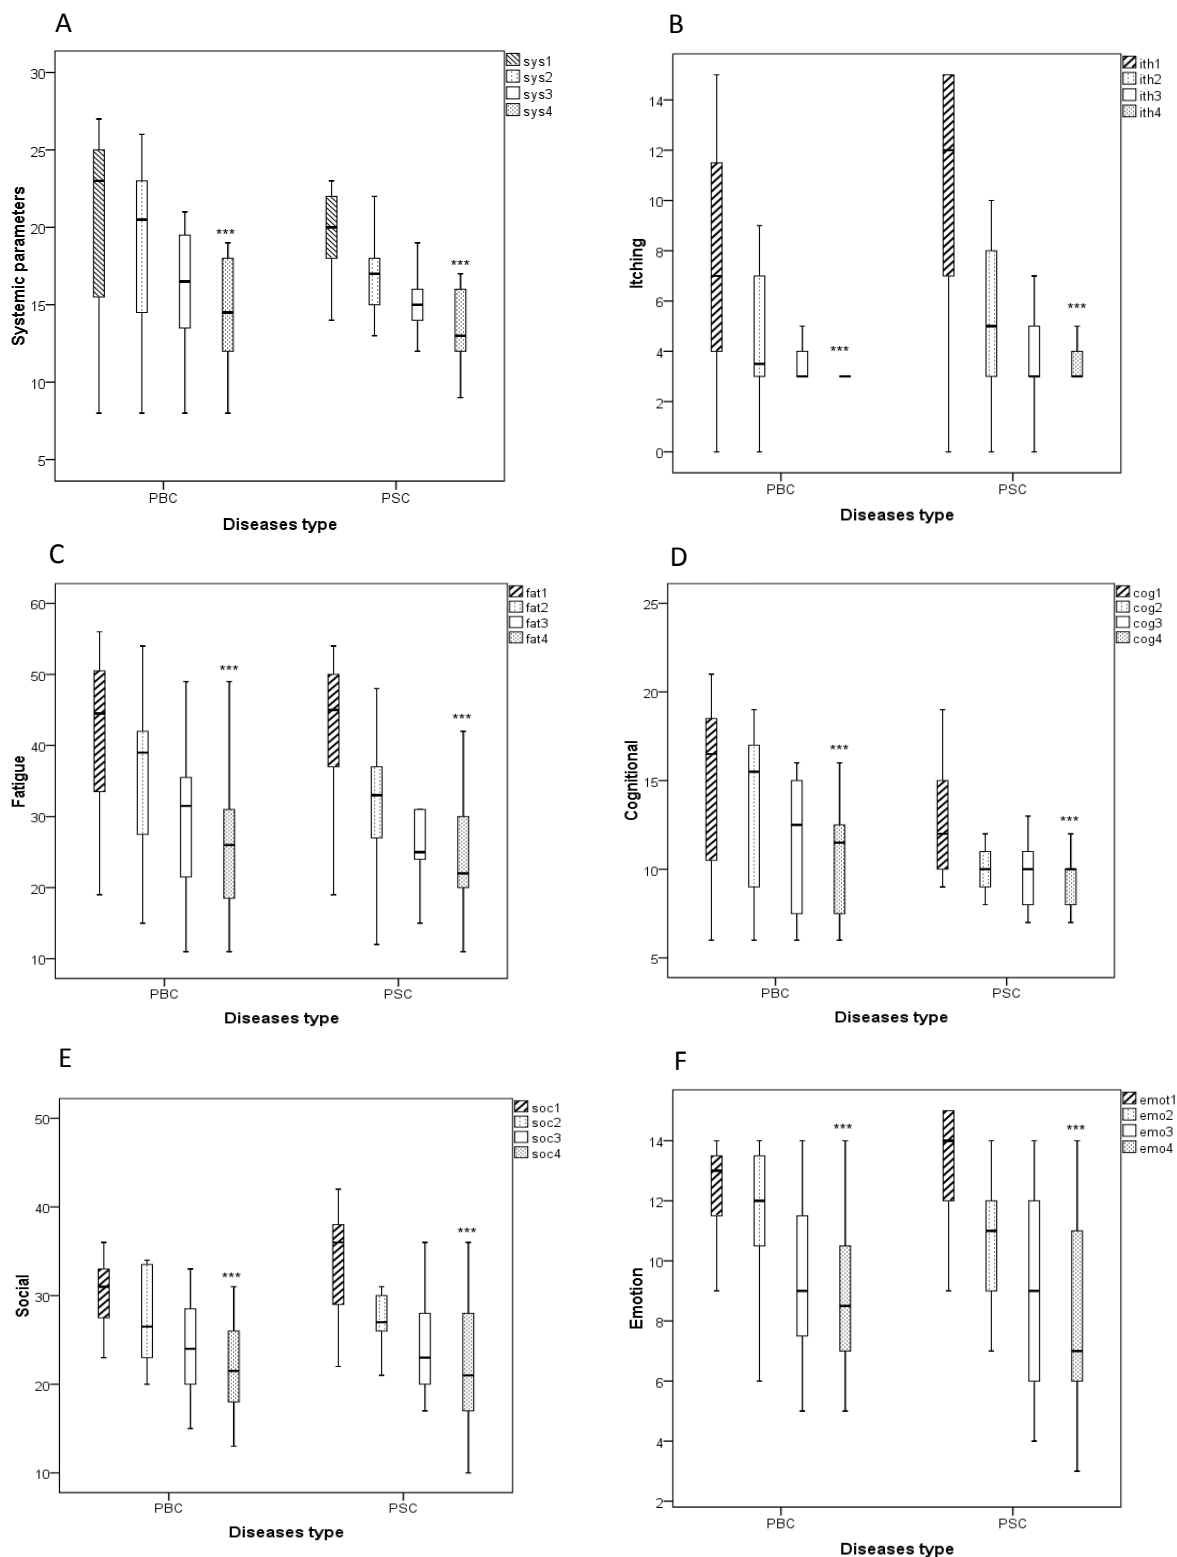 A
sys1
sys2
sys3
sys4
30
25
20
15
10
5
Systemic parameters
***
***
PBC
PSC
Diseases type
B
ith1
ith2
ith3
ith4
14
12
10
8
6
4
2
0
Itching
***
***
PBC
PSC
Diseases type
C
fat1
fat2
fat3
fat4
60
50
40
30
20
10
Fatigue
***
***
PBC
PSC
Diseases type
D
cog1
cog2
cog3
cog4
25
20
15
10
5
Cognitional
***
***
PBC
PSC
Diseases type
E
soc1
soc2
soc3
soc4
50
40
30
20
10
Social
***
***
PBC
PSC
Diseases type
F
emot1
emo2
emo3
emo4
14
12
10
8
6
4
2
Emotion
***
***
PBC
PSC
Diseases type